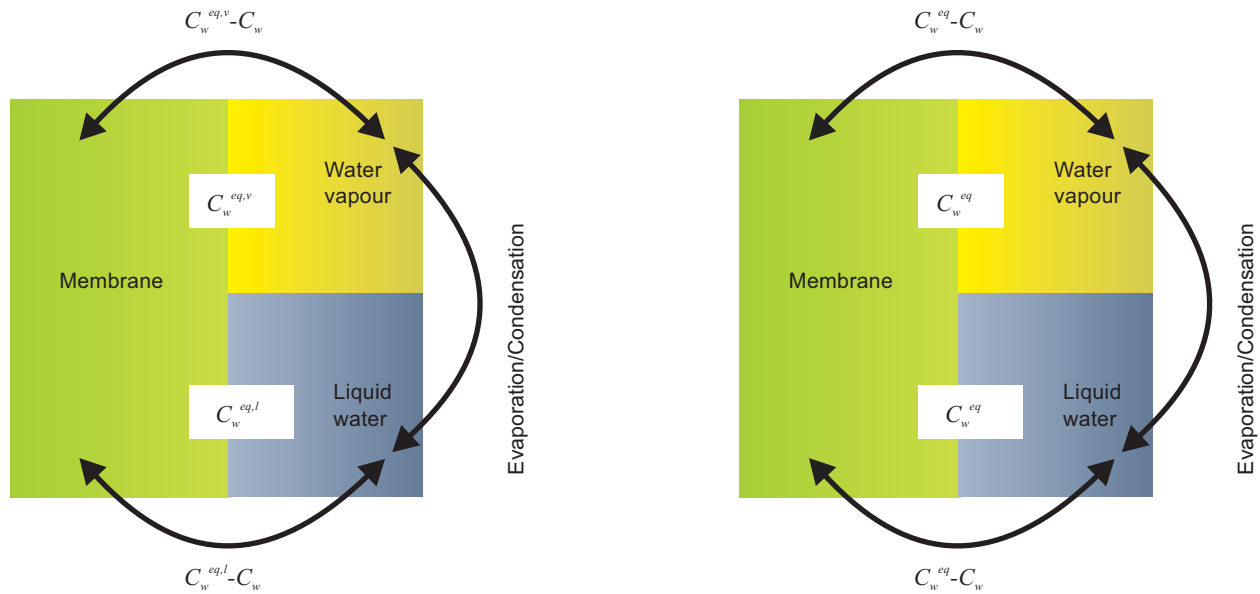 C_w^{eq,v}-C_w
Water
vapour
C_w^{eq,v}
Membrane
Liquid
water
C_w^{eq,l}
C_w^{eq,l}-C_w
Evaporation/Condensation
C_w^{eq}-C_w
Water
vapour
C_w^{eq}
Membrane
Liquid
water
C_w^{eq}
C_w^{eq}-C_w
Evaporation/Condensation